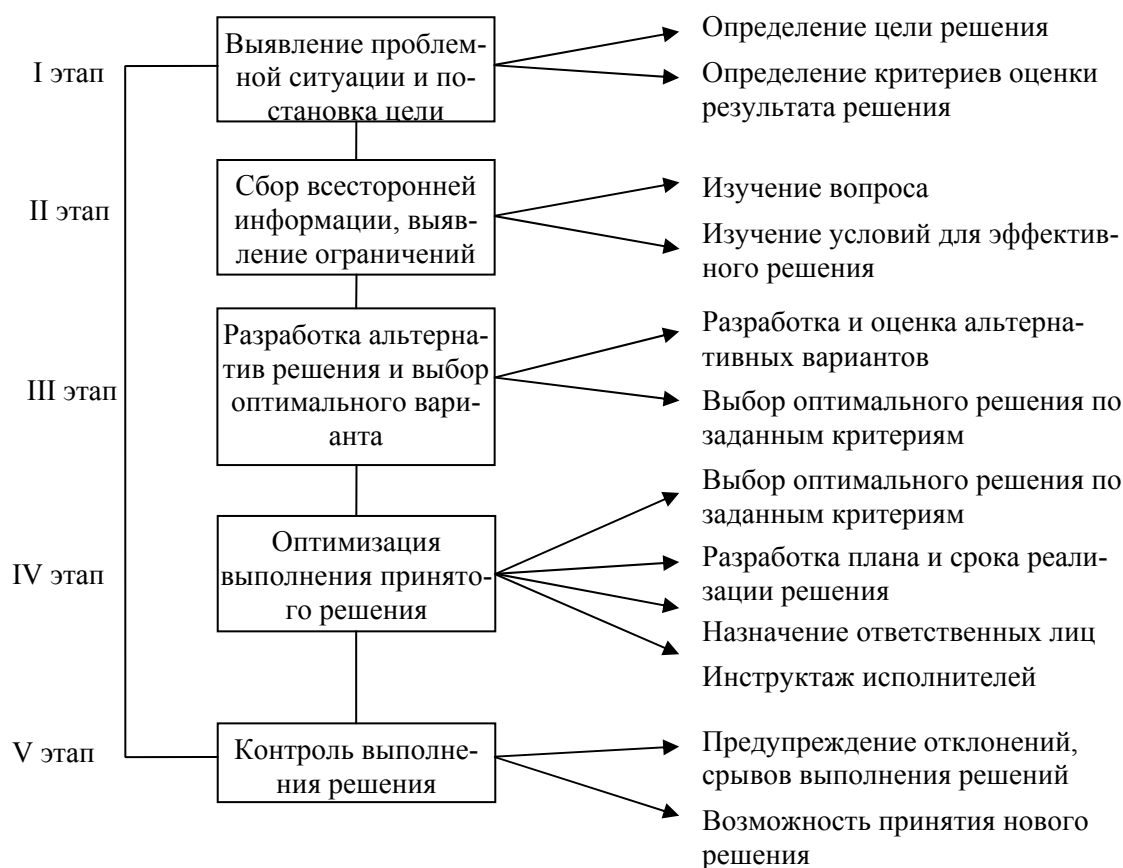 I этап
Выявление проблем-
ной ситуации и по-
становка цели
Определение цели решения
Определение критериев оценки
результата решения
II этап
Сбор всесторонней
информации, выяв-
ление ограничений
Изучение вопроса
Изучение условий для эффектив-
ного решения
III этап
Разработка альтерна-
тив решения и выбор
оптимального вари-
анта
Разработка и оценка альтерна-
тивных вариантов
Выбор оптимального решения по
заданным критериям
IV этап
Оптимизация
выполнения принято-
го решения
Выбор оптимального решения по
заданным критериям
Разработка плана и срока реали-
зации решения
Назначение ответственных лиц
Инструктаж исполнителей
V этап
Контроль выполне-
ния решения
Предупреждение отклонений,
срывов выполнения решений
Возможность принятия нового
решения